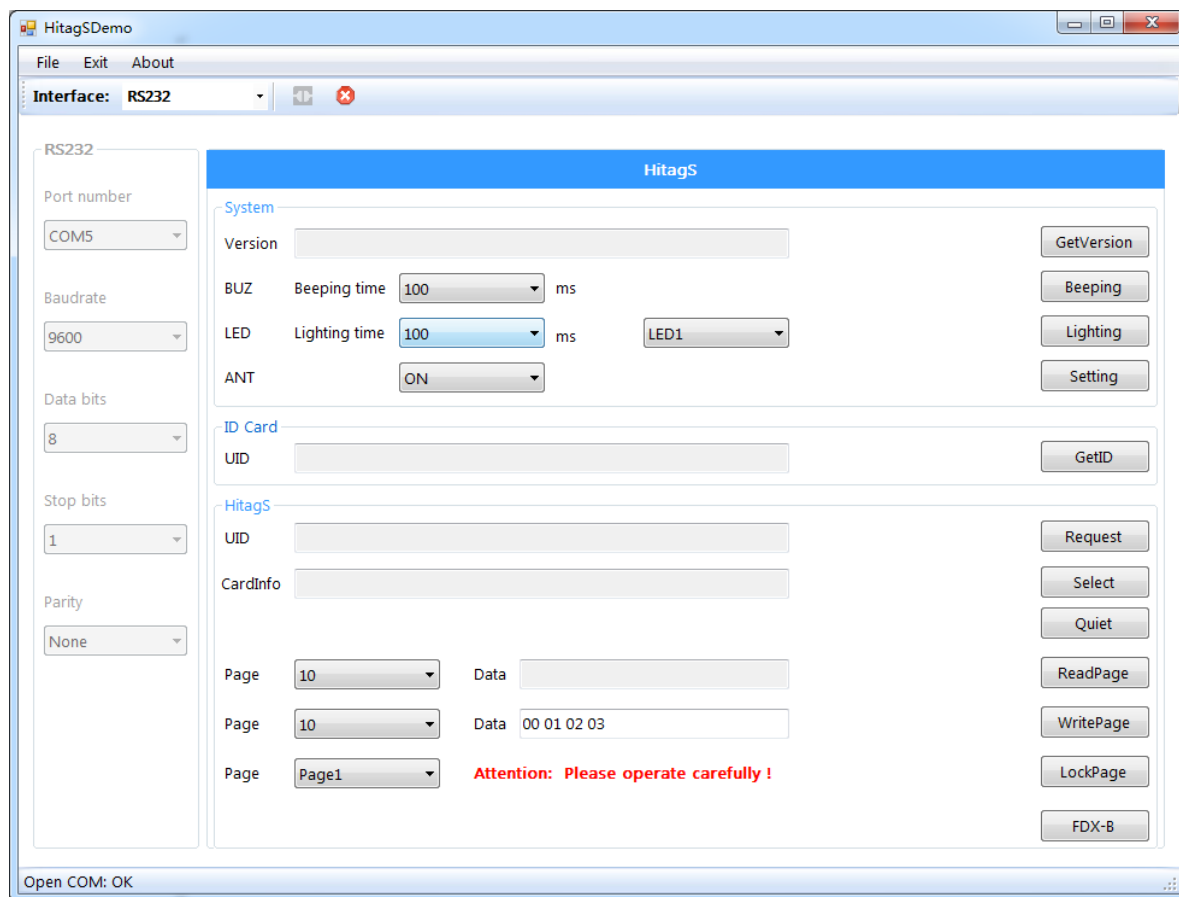 HitagSDemo
File Exit About
Interface: RS232
RS232
Port number
COM5
Baudrate
9600
Data bits
8
Stop bits
1
Parity
None
HitagS
System
Version GetVersion
BUZ Beeping time 100 ms Beeping
LED Lighting time 100 ms LED1 Lighting
ANT ON Setting
ID Card
UID GetID
HitagS
UID Request
CardInfo Select
Quiet
Page 10 Data ReadPage
Page 10 Data 00 01 02 03 WritePage
Page Page1 Attention: Please operate carefully ! LockPage
FDX-B
Open COM: OK